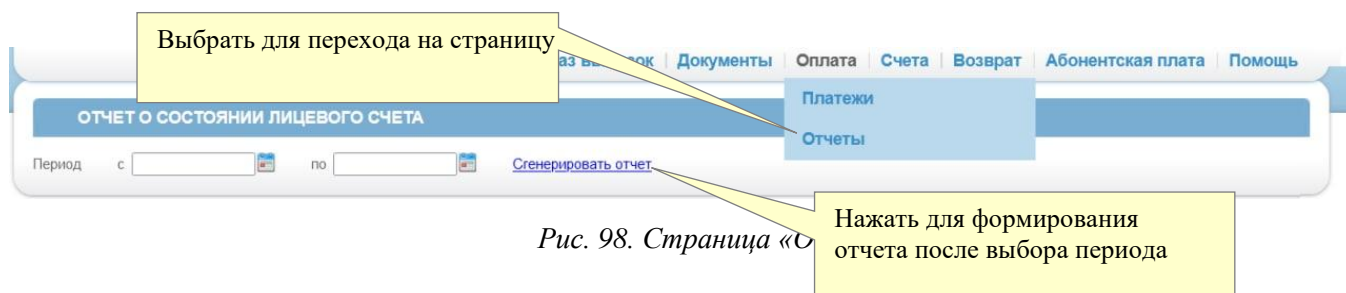 Выбрать для перехода на страницу
Документы Оплата Счета Возврат Абонентская плата Помощь
Платежи
ОТЧЕТ О СОСТОЯНИИ ЛИЦЕВОГО СЧЕТА
Отчеты
Период с по Сгенерировать отчет
Нажать для формирования
отчета после выбора периода
Рис. 98. Страница